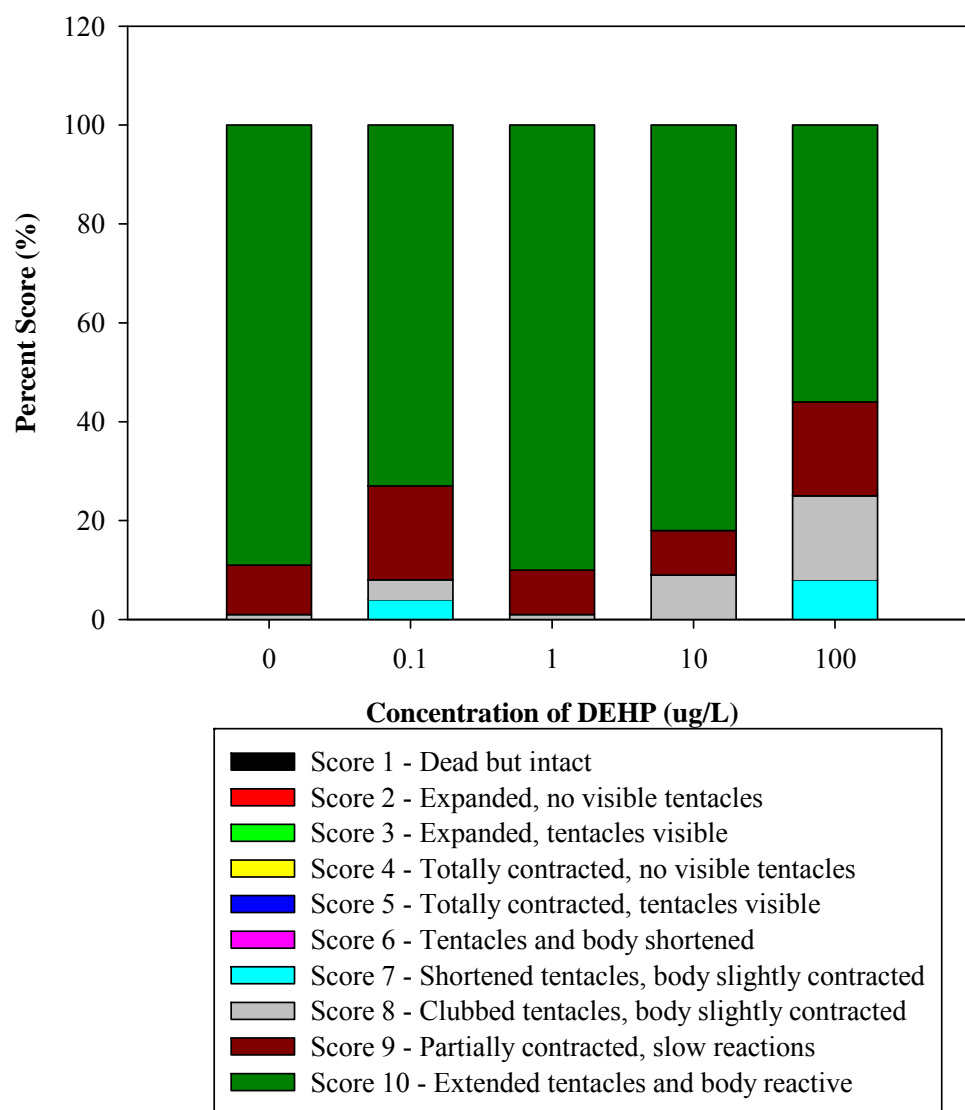 120
100
80
60
40
20
0
Percent Score (%)
0 0.1 1 10 100
Concentration of DEHP (ug/L)
Score 1 - Dead but intact
Score 2 - Expanded, no visible tentacles
Score 3 - Expanded, tentacles visible
Score 4 - Totally contracted, no visible tentacles
Score 5 - Totally contracted, tentacles visible
Score 6 - Tentacles and body shortened
Score 7 - Shortened tentacles, body slightly contracted
Score 8 - Clubbed tentacles, body slightly contracted
Score 9 - Partially contracted, slow reactions
Score 10 - Extended tentacles and body reactive